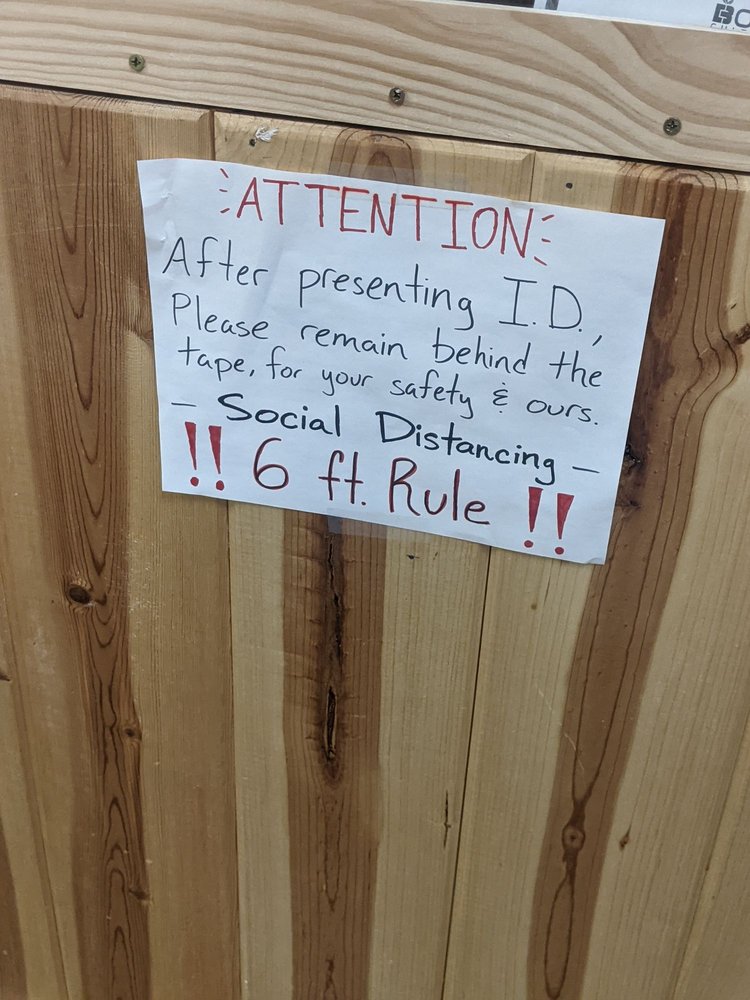 ATTENTION
After presenting I.D.,
Please remain behind the
tape, for your safety & ours.
- Social Distancing -
!! 6 ft. Rule !!